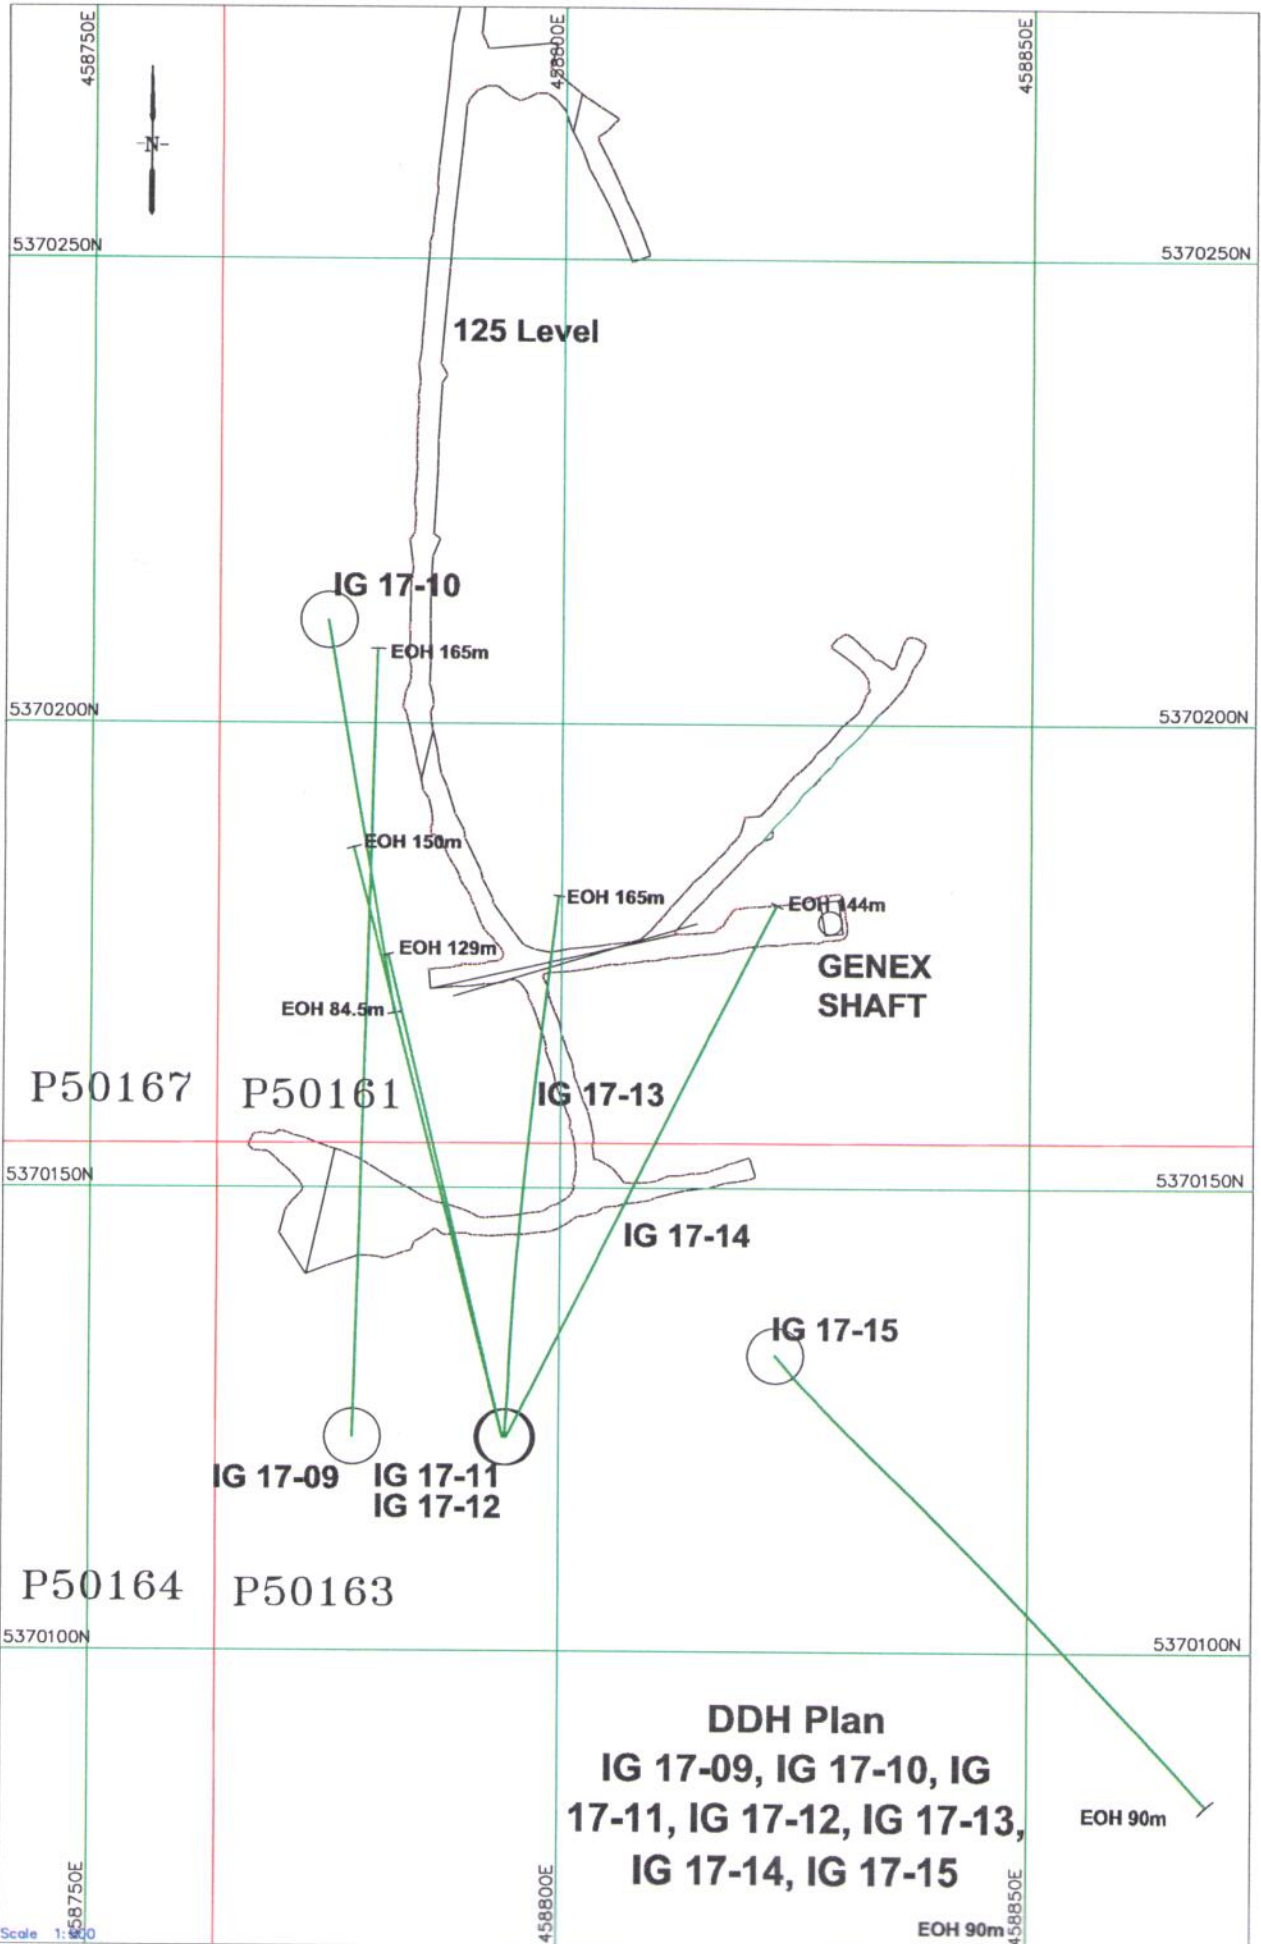 458750E
458800E
458850E
-N-
5370250N
5370250N
125 Level
IG 17-10
EOH 165m
5370200N
5370200N
EOH 150m
EOH 165m
EOH 144m
EOH 129m
GENEX
SHAFT
EOH 84.5m
P50167
P50161
IG 17-13
5370150N
5370150N
IG 17-14
IG 17-15
IG 17-09
IG 17-11
IG 17-12
P50164
P50163
5370100N
5370100N
DDH Plan
IG 17-09, IG 17-10, IG
17-11, IG 17-12, IG 17-13,
IG 17-14, IG 17-15
EOH 90m
458750E
458800E
458850E
Scale
EOH 90m